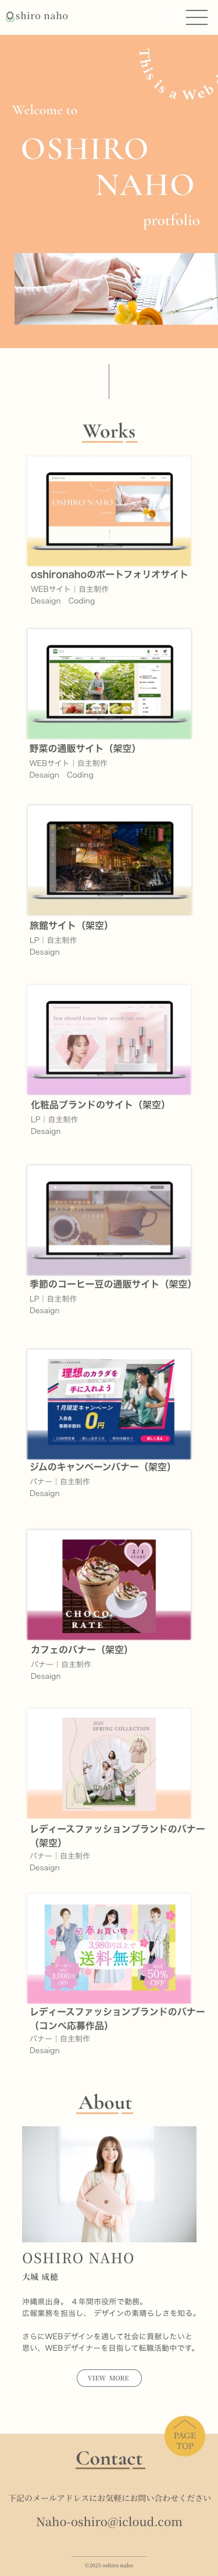 Oshiro naho
This is a Web
Welcome to
OSHIRO
NAHO
protfolio
Works
OSHIRO NAHO
oshironahoのポートフォリオサイト
WEBサイト｜自主制作
Desaign Coding
野菜の通販サイト（架空）
WEBサイト｜自主制作
Desaign Coding
旅館サイト（架空）
LP｜自主制作
Desaign
化粧品ブランドのサイト（架空）
LP｜自主制作
Desaign
季節のコーヒー豆の通販サイト（架空）
LP｜自主制作
Desaign
理想のカラダを
手に入れよう
1月限定キャンペーン
入会金
事務手数料
0円
ジムのキャンペーンバナー（架空）
バナー｜自主制作
Desaign
2/1
START
CHOCO
RATE
カフェのバナー（架空）
バナー｜自主制作
Desaign
2025
SPRING COLLECTION
レディースファッションブランドのバナー
（架空）
バナー｜自主制作
Desaign
初春お買い物
3,980円以上で
送料無料
3,000円
OFF
MAX
50%
OFF
レディースファッションブランドのバナー
（コンペ応募作品）
バナー｜自主制作
Desaign
About
OSHIRO NAHO
大城 成穂
沖縄県出身。 ４年間市役所で勤務。
広報業務を担当し、 デザインの素晴らしさを知る。
さらにWEBデザインを通して社会に貢献したいと
思い、WEBデザイナーを目指して転職活動中です。
VIEW MORE
PAGE
TOP
Contact
下記のメールアドレスにお気軽にお問い合わせください
Naho-oshiro@icloud.com
©2025 oshiro naho